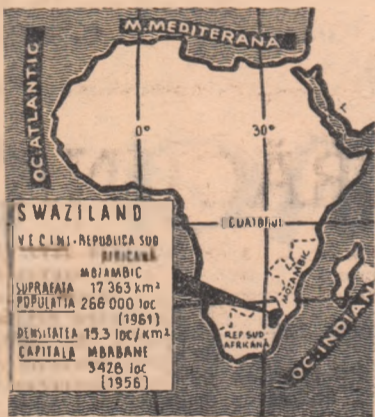 M. MEDITERANĂ
OC. ATLANTIC
0°
30°
ECUATORUL
SWAZILAND
VECINI - REPUBLICA SUD
AFRICANĂ
MOZAMBIC
SUPRAFAȚA 17 363 km²
POPULAȚIA 266 000 loc
(1961)
DENSITATEA 15.3 loc/km²
CAPITALA MBABANE
3428 loc
(1956)
MOZAMBIC
REP SUD
AFRICANĂ
OC. INDIAN